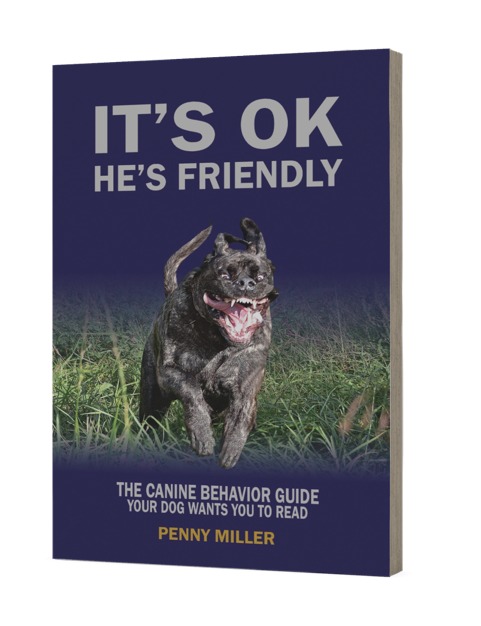 IT'S OK
HE'S FRIENDLY
THE CANINE BEHAVIOR GUIDE
YOUR DOG WANTS YOU TO READ
PENNY MILLER